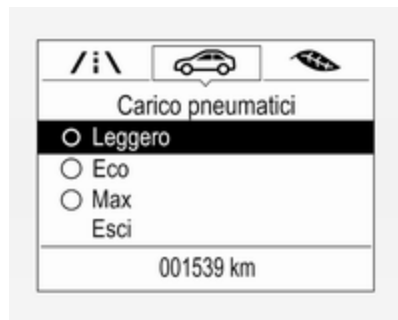 Carico pneumatici
Leggero
Eco
Max
Esci
001539 km